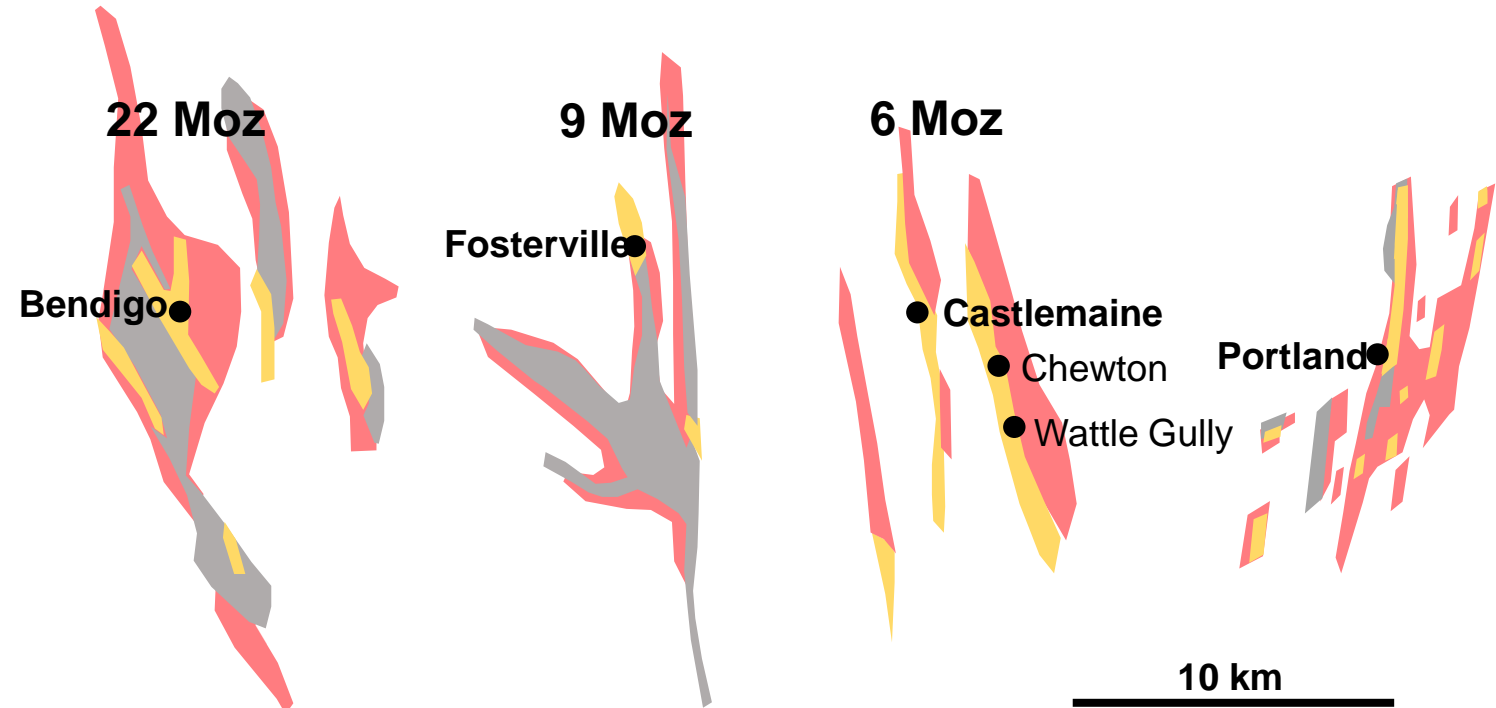 22 Moz
9 Moz
6 Moz
Fosterville
Bendigo
Castlemaine
Chewton
Portland
Wattle Gully
10 km